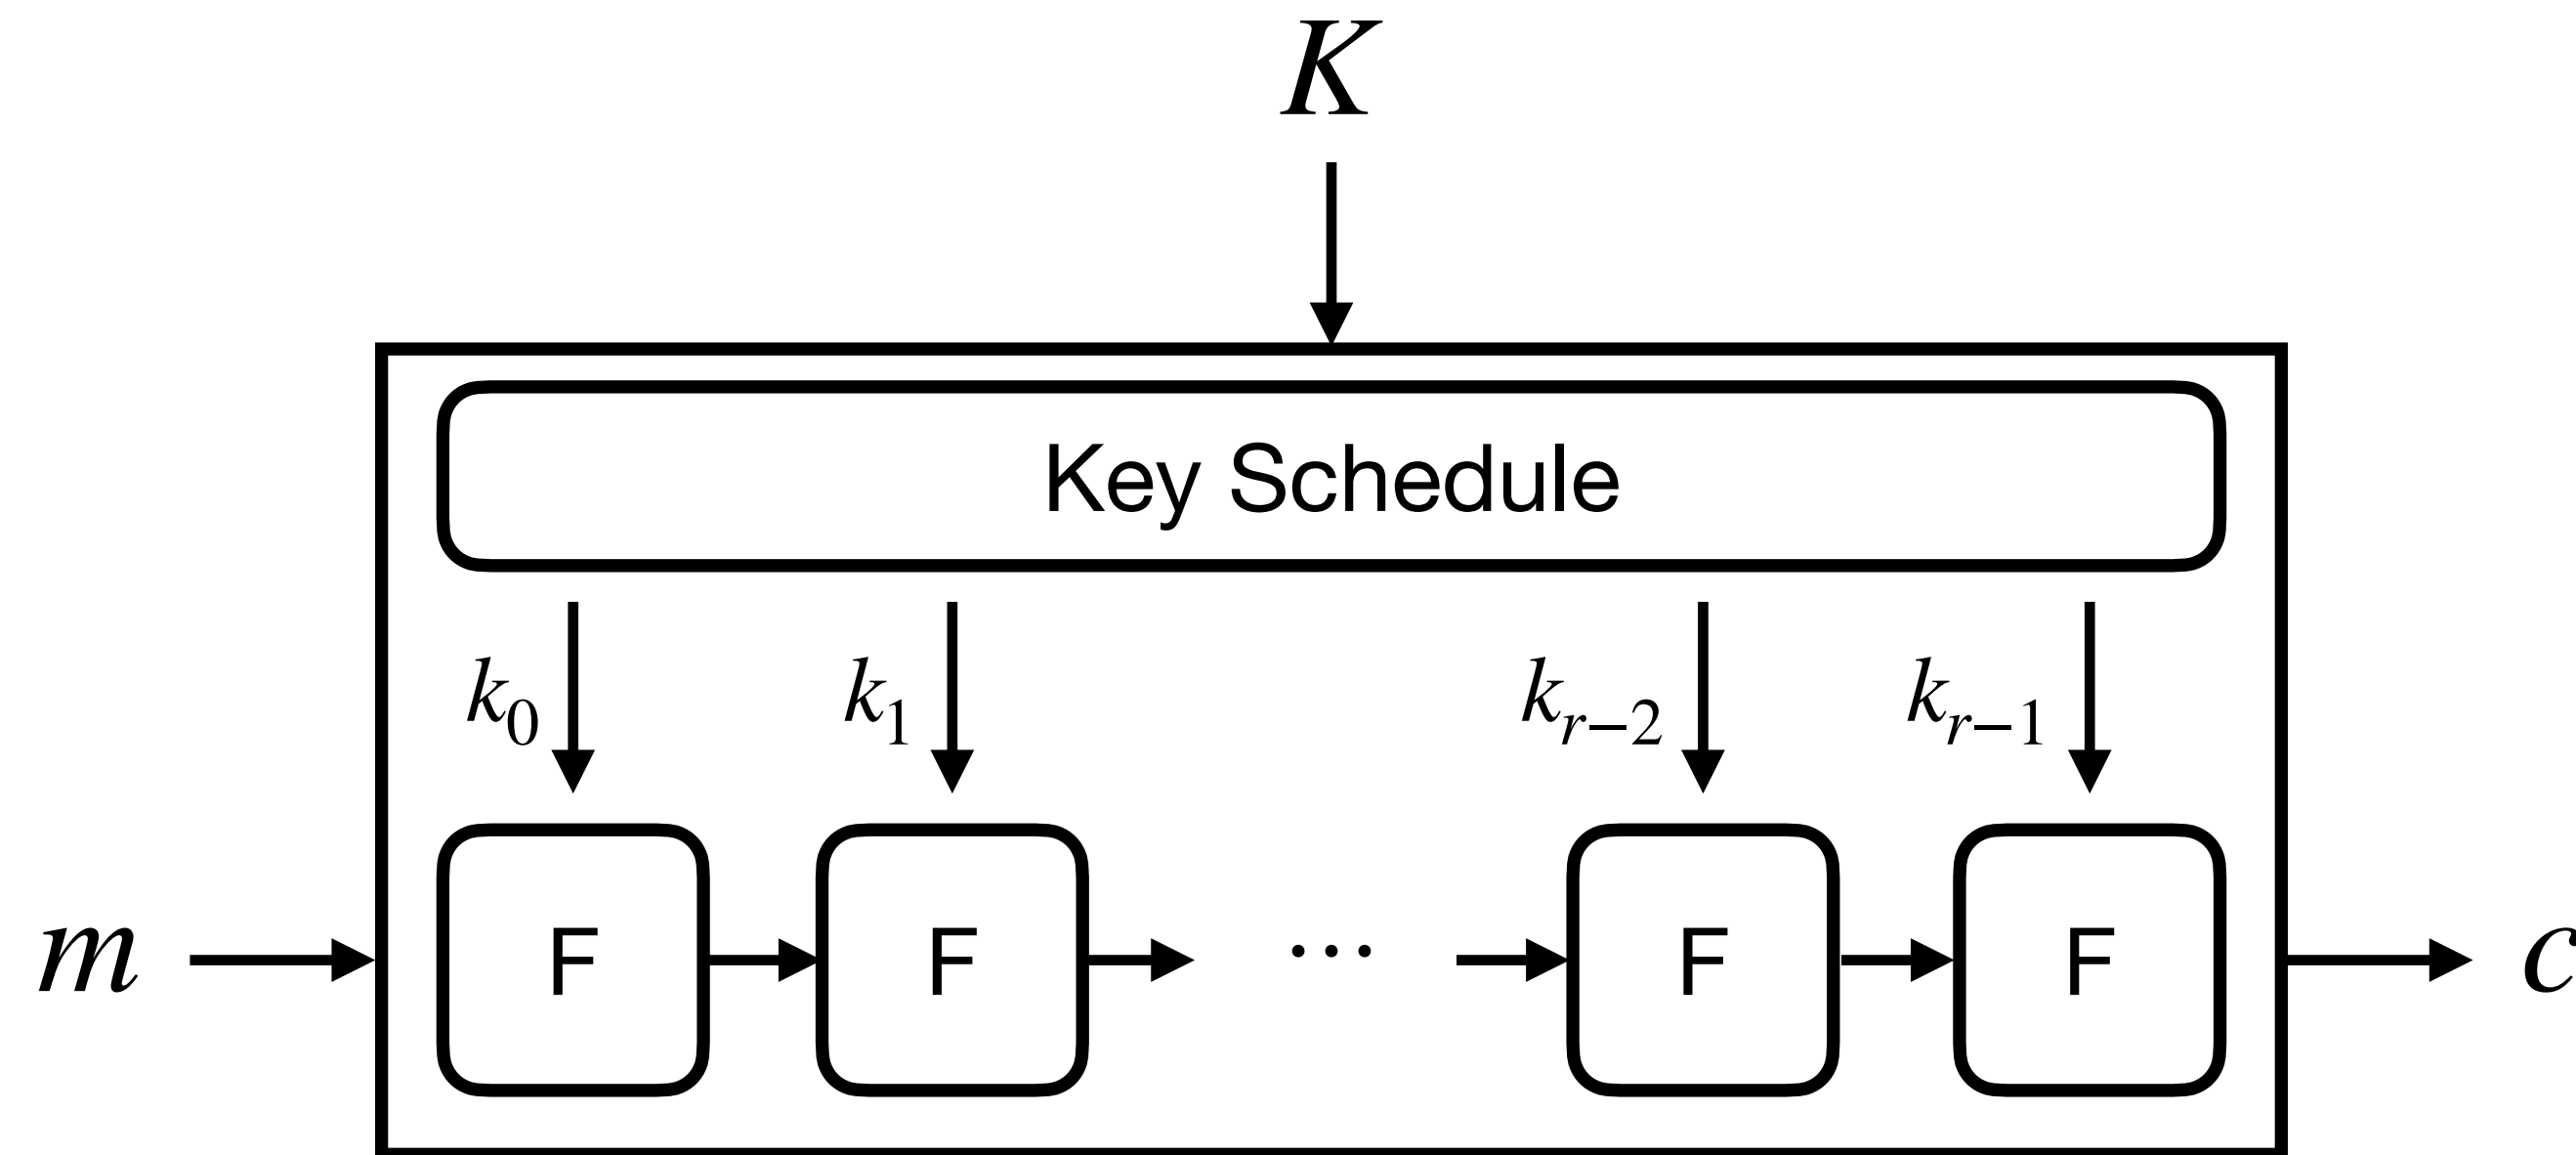 K
Key Schedule
k₀ k₁ kᵣ₋₂ kᵣ₋₁
m F F ··· F F c